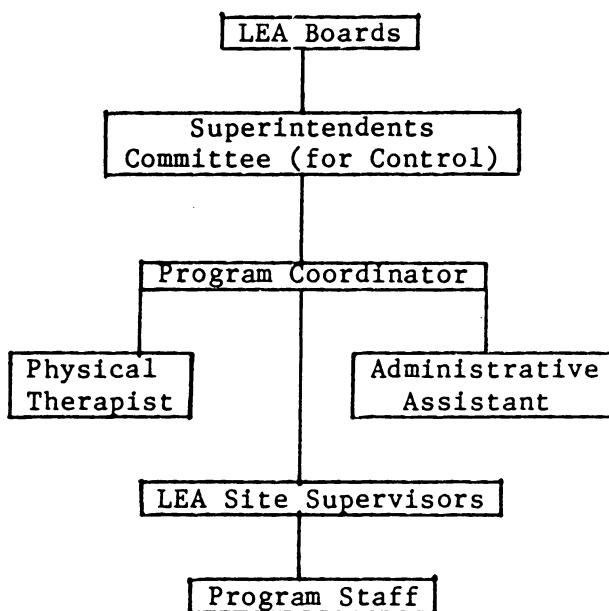 LEA Boards
Superintendents
Committee (for Control)
Program Coordinator
Physical
Therapist
Administrative
Assistant
LEA Site Supervisors
Program Staff